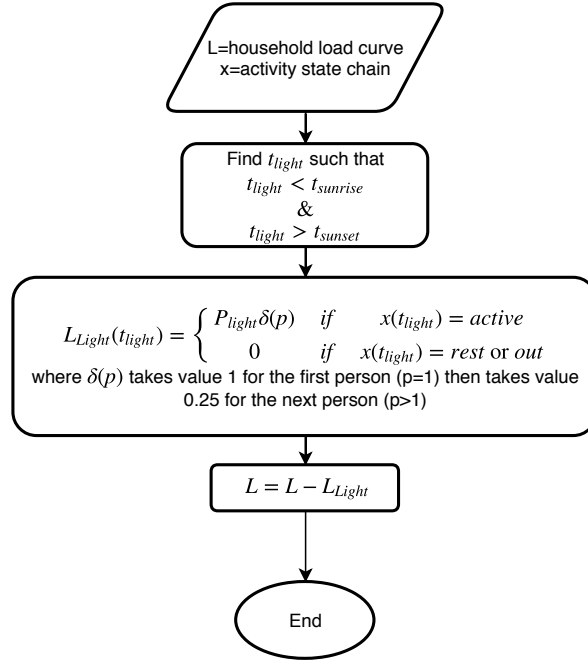 L=household load curve
x=activity state chain
Find t_light such that
t_light < t_sunrise
&
t_light > t_sunset
L_Light(t_light) = { P_light δ(p) if x(t_light) = active
0 if x(t_light) = rest or out
where δ(p) takes value 1 for the first person (p=1) then takes value
0.25 for the next person (p>1)
L = L − L_Light
End